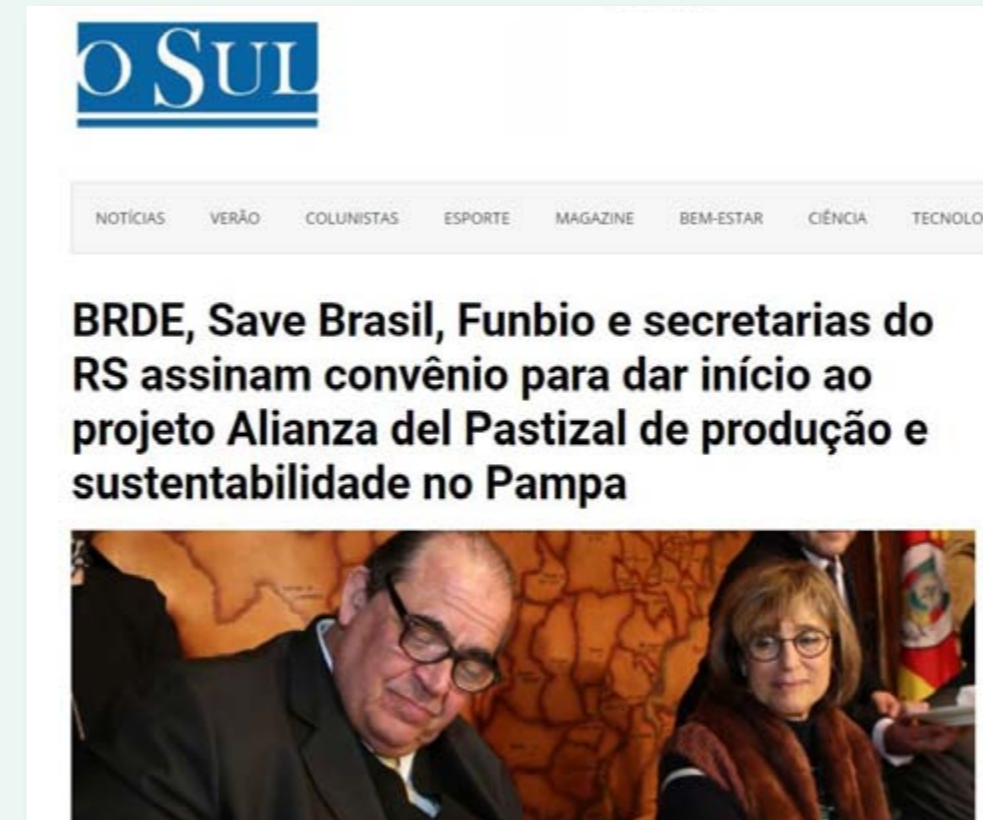 O SUL
NOTÍCIAS VERÃO COLUNISTAS ESPORTE MAGAZINE BEM-ESTAR CIÊNCIA TECNOLO
BRDE, Save Brasil, Funbio e secretarias do
RS assinam convênio para dar início ao
projeto Alianza del Pastizal de produção e
sustentabilidade no Pampa